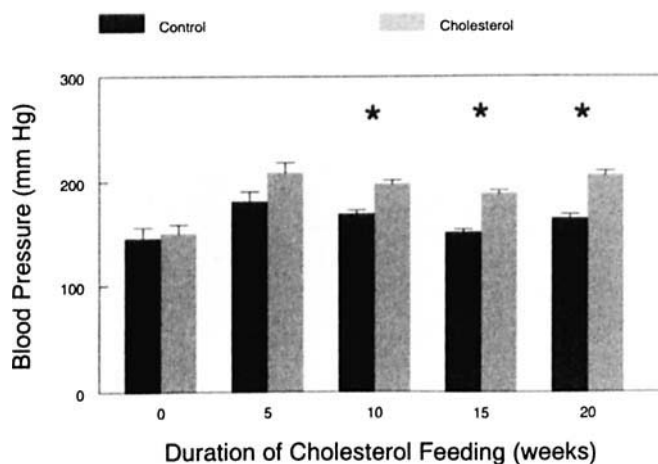 Control Cholesterol
300
200
100
0
Blood Pressure (mm Hg)
* * *
0 5 10 15 20
Duration of Cholesterol Feeding (weeks)